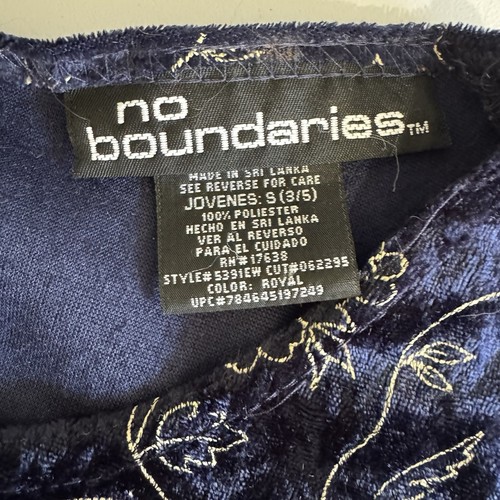 no
boundaries™
MADE IN SRI LANKA
SEE REVERSE FOR CARE
JOVENES: S (3/5)
100% POLIESTER
HECHO EN SRI LANKA
VER AL REVERSO
PARA EL CUIDADO
RN#17638
STYLE#5391EW CUT#062295
COLOR: ROYAL
UPC#784645197249